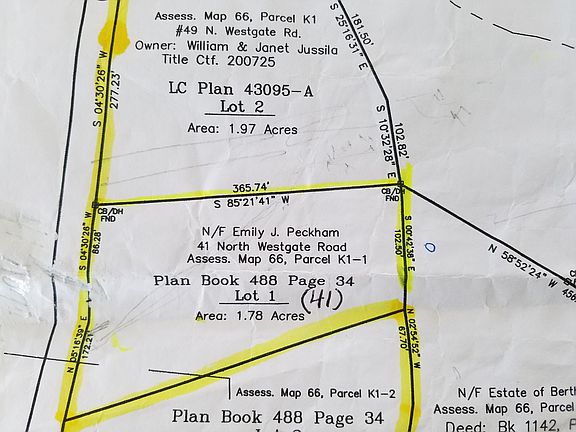 Assess. Map 66, Parcel K1
#49 N. Westgate Rd.
Owner: William & Janet Jussila
Title Ctf. 200725
LC Plan 43095-A
Lot 2
Area: 1.97 Acres
S 04°30'26" W
277.23'
181.50'
S 25°16'31" E
S 10°32'28" E
102.82'
365.74'
S 85°21'41" W
CB/DH
FND
CB/DH
FND
S 04°30'26" W
86.28'
N/F Emily J. Peckham
41 North Westgate Road
Assess. Map 66, Parcel K1-1
Plan Book 488 Page 34
Lot 1 (41)
Area: 1.78 Acres
S 00°42'38" E
102.50'
N 58°52'24" W
N 05°16'39" E
172.21'
N 02°54'52" W
67.70'
Assess. Map 66, Parcel K1-2
Plan Book 488 Page 34
N/F Estate of Berth
Assess. Map 66, Parcel
Deed: Bk 1142, P